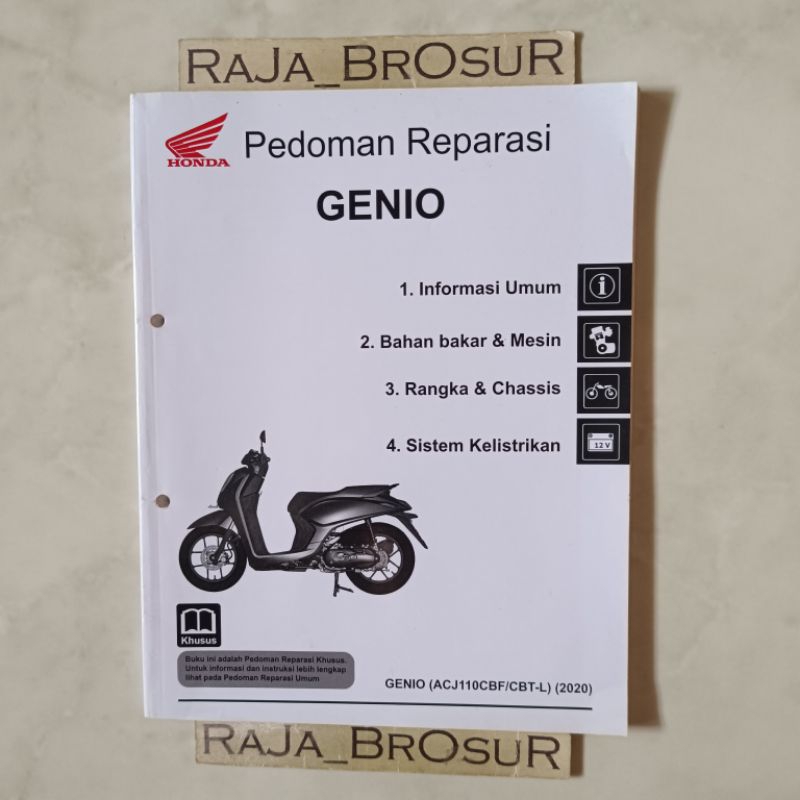 RAJA_BROSUR
HONDA
Pedoman Reparasi
GENIO
1. Informasi Umum
2. Bahan bakar & Mesin
3. Rangka & Chassis
4. Sistem Kelistrikan
12 V
Khusus
Buku ini adalah Pedoman Reparasi Khusus.
Untuk informasi dan instruksi lebih lengkap
lihat pada Pedoman Reparasi Umum
GENIO (ACJ110CBF/CBT-L) (2020)
RAJA_BROSUR